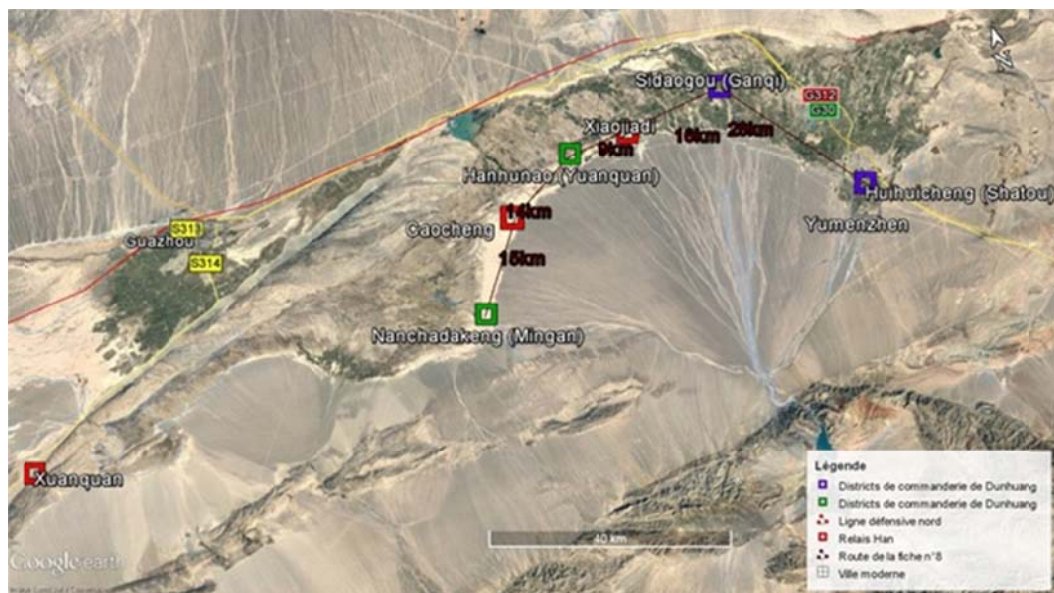 Sidaogou (Ganqi)
G312
G30
Xiaojiadi
16km
28km
9km
Hannunao (Yuanquan)
Huihuicheng (Shatou)
14km
Caocheng
Yumenzhen
S313
Guazhou
S314
15km
Nanchadakeng (Mingan)
Xuanquan
Légende
Districts de commanderie de Dunhuang
Districts de commanderie de Dunhuang
Ligne défensive nord
Relais Han
Route de la fiche n°8
Ville moderne
40 km
Google earth